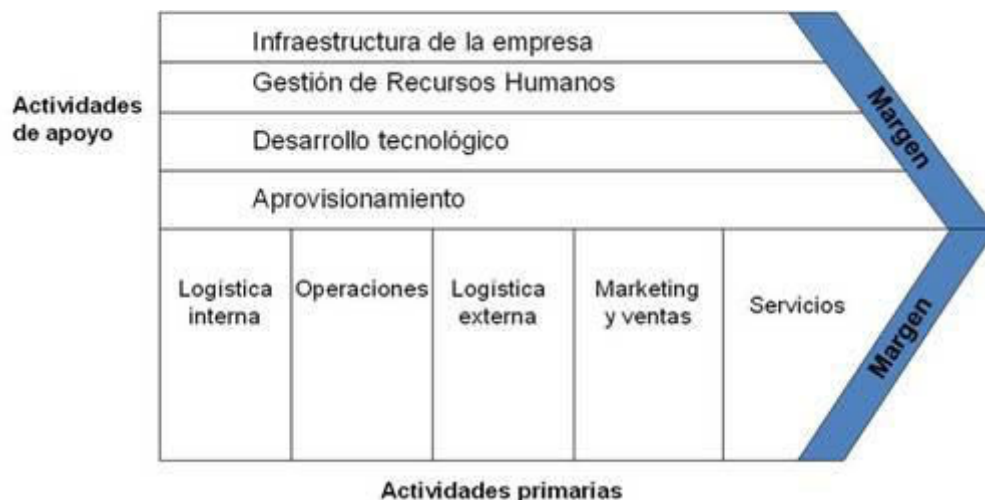 Infraestructura de la empresa
Gestión de Recursos Humanos
Actividades
de apoyo
Desarrollo tecnológico
Aprovisionamiento
Margen
Logística
interna
Operaciones
Logística
externa
Marketing
y ventas
Servicios
Margen
Actividades primarias